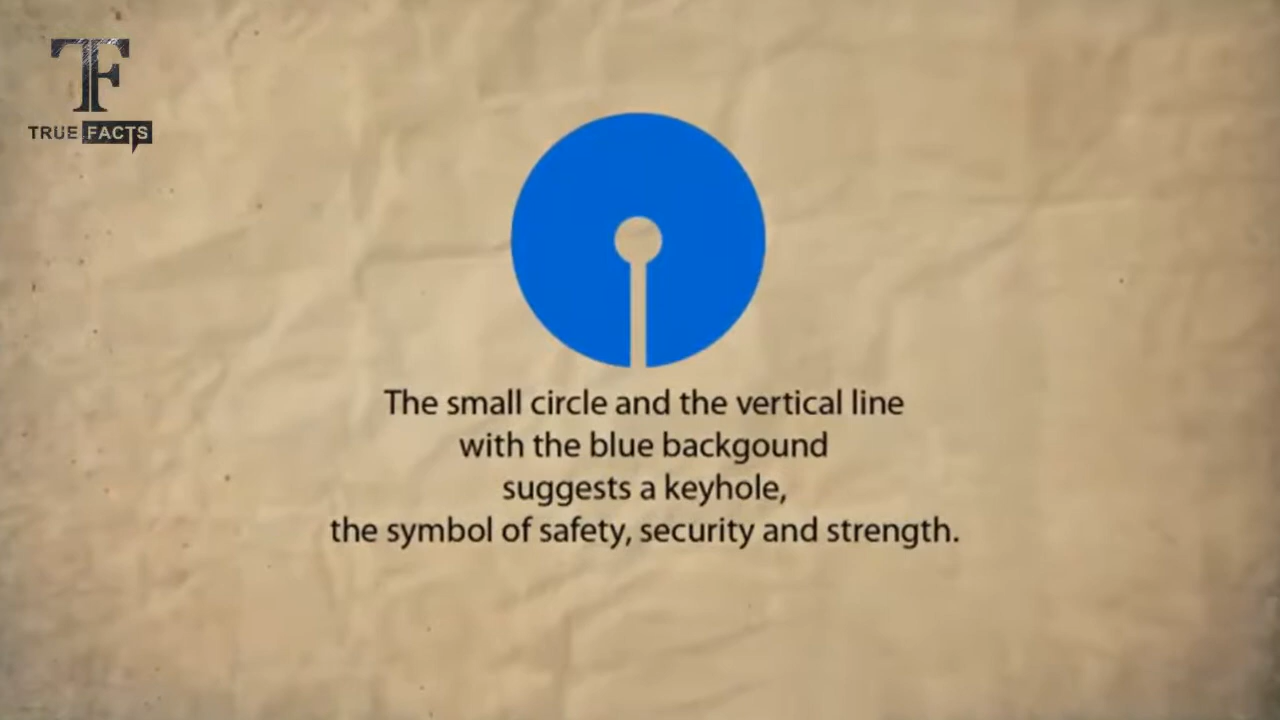 TF
TRUE FACTS
The small circle and the vertical line
with the blue backgound
suggests a keyhole,
the symbol of safety, security and strength.